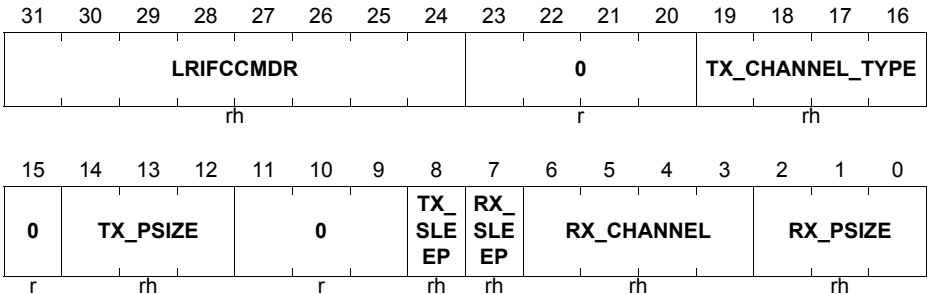 31 30 29 28 27 26 25 24 23 22 21 20 19 18 17 16
LRIFCCMDR 0 TX_CHANNEL_TYPE
rh r rh
15 14 13 12 11 10 9 8 7 6 5 4 3 2 1 0
0 TX_PSIZE 0 TX_ SLE EP RX_ SLE EP RX_CHANNEL RX_PSIZE
r rh r rh rh rh rh